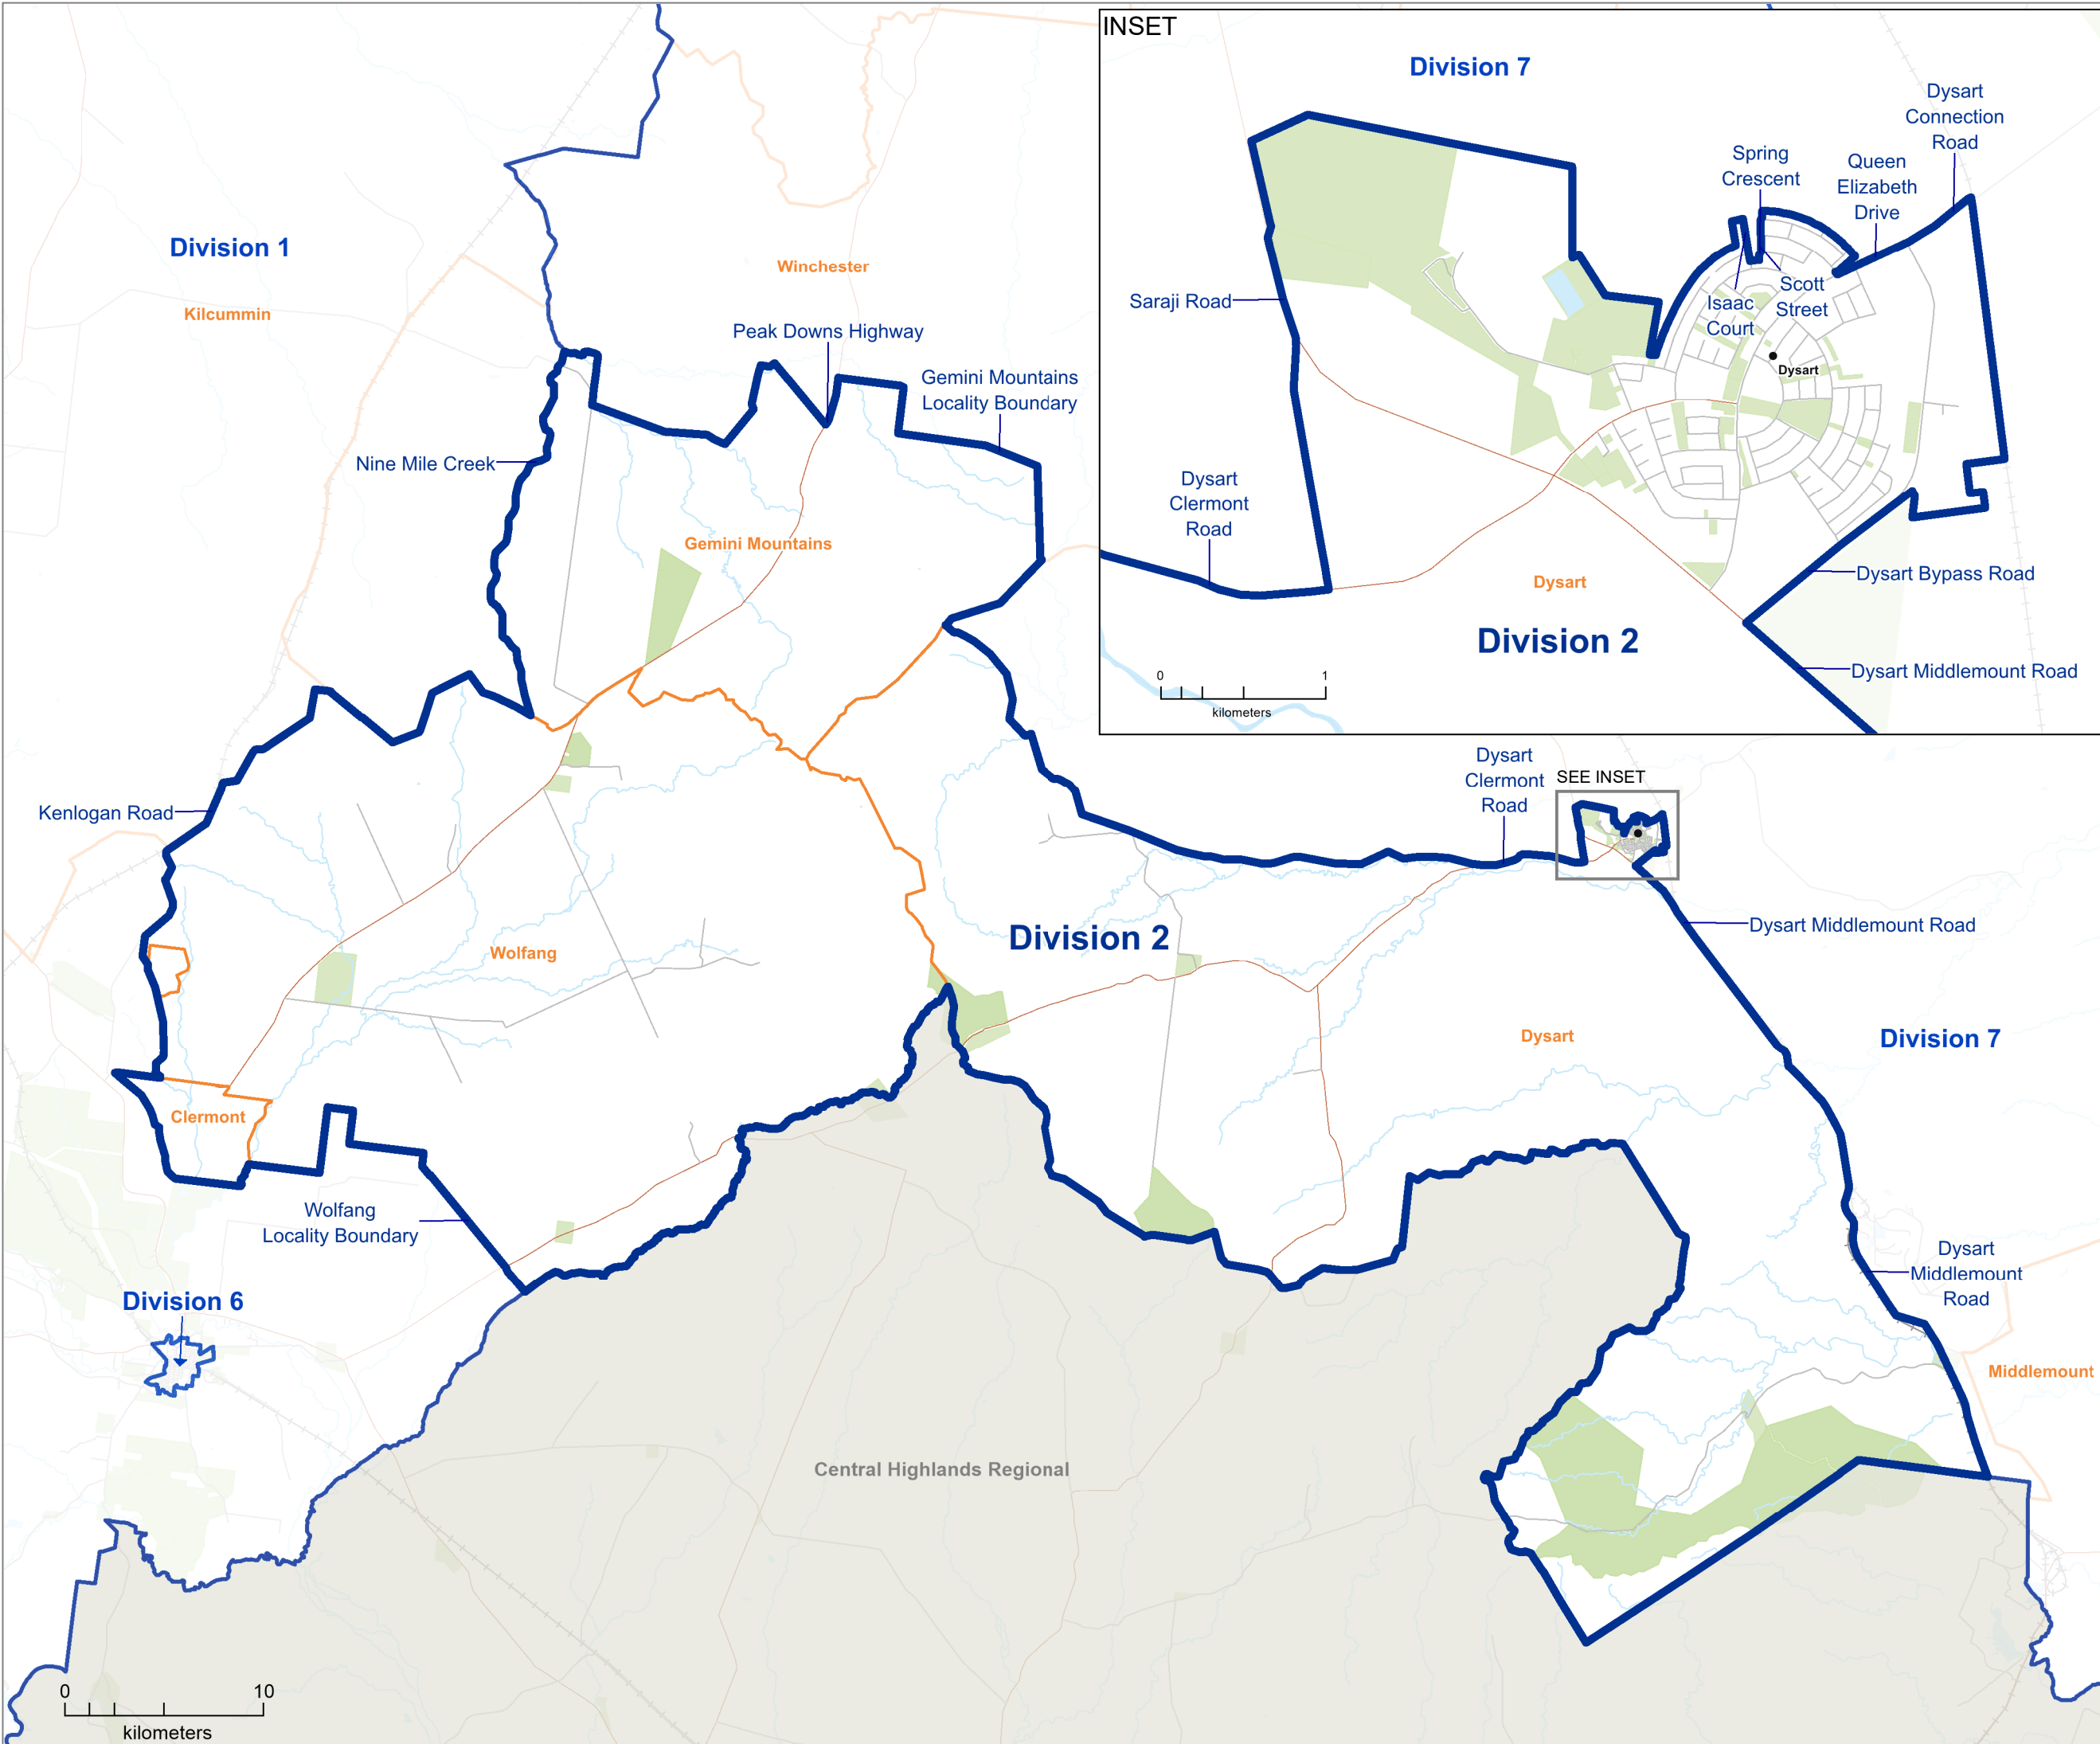 INSET
Division 7
Dysart
Connection
Road
Spring
Crescent
Queen
Elizabeth
Drive
Saraji Road
Isaac
Court
Scott
Street
Dysart
Dysart
Clermont
Road
Dysart
Division 2
Dysart Bypass Road
Dysart Middlemount Road
0 1
kilometers
Division 1
Kilcummin
Winchester
Peak Downs Highway
Gemini Mountains
Locality Boundary
Nine Mile Creek
Gemini Mountains
Kenlogan Road
Dysart
Clermont
Road
SEE INSET
Dysart Middlemount Road
Division 2
Wolfang
Dysart
Division 7
Clermont
Wolfang
Locality Boundary
Dysart
Middlemount
Road
Division 6
Middlemount
Central Highlands Regional
0 10
kilometers